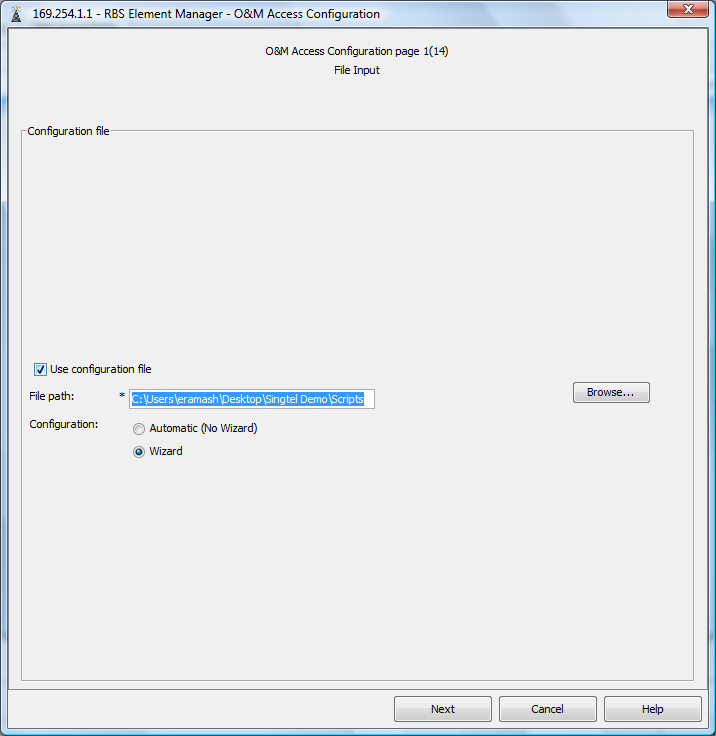 169.254.1.1 - RBS Element Manager - O&M Access Configuration
O&M Access Configuration page 1(14)
File Input
Configuration file
Use configuration file
File path: * C:\Users\eramash\Desktop\Singtel Demo\Scripts
Browse...
Configuration: Automatic (No Wizard)
Wizard
Next Cancel Help